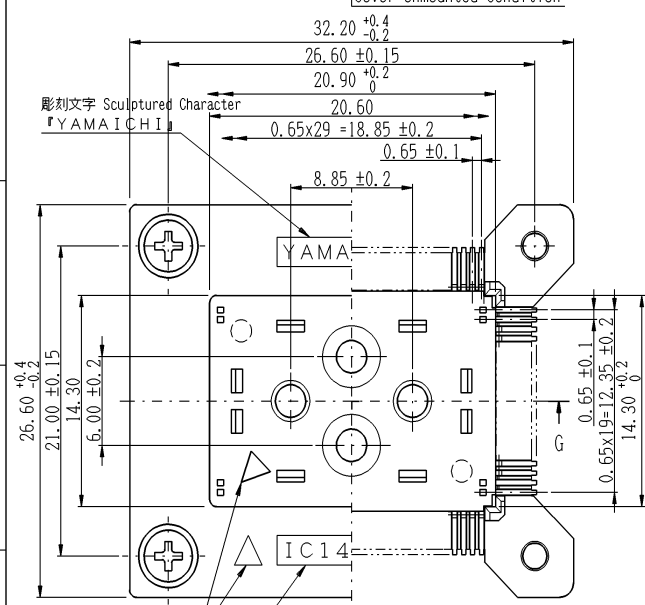 32.20 +0.4 -0.2
26.60 ±0.15
20.90 +0.2 0
彫刻文字 Sculptured Character
『YAMAICHI』
20.60
0.65x29 =18.85 ±0.2
0.65 ±0.1
8.85 ±0.2
YAMA
26.60 +0.4 -0.2
21.00 ±0.15
14.30
6.00 ±0.2
0.65 ±0.1
0.65x19=12.35 ±0.2
14.30 +0.2 0
G
IC14